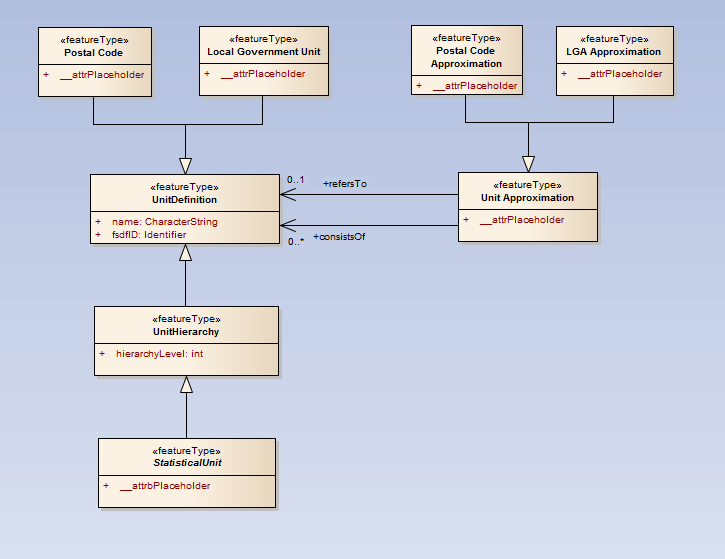 «featureType»
Postal Code
+ __attrPlaceholder
«featureType»
Local Government Unit
+ __attrPlaceholder
«featureType»
Postal Code
Approximation
+ __attrPlaceholder
«featureType»
LGA Approximation
+ __attrPlaceholder
«featureType»
UnitDefinition
+ name: CharacterString
+ fsdfID: Identifier
0..1
+refersTo
0..*
+consistsOf
«featureType»
Unit Approximation
+ __attrPlaceholder
«featureType»
UnitHierarchy
+ hierarchyLevel: int
«featureType»
StatisticalUnit
+ __attrbPlaceholder